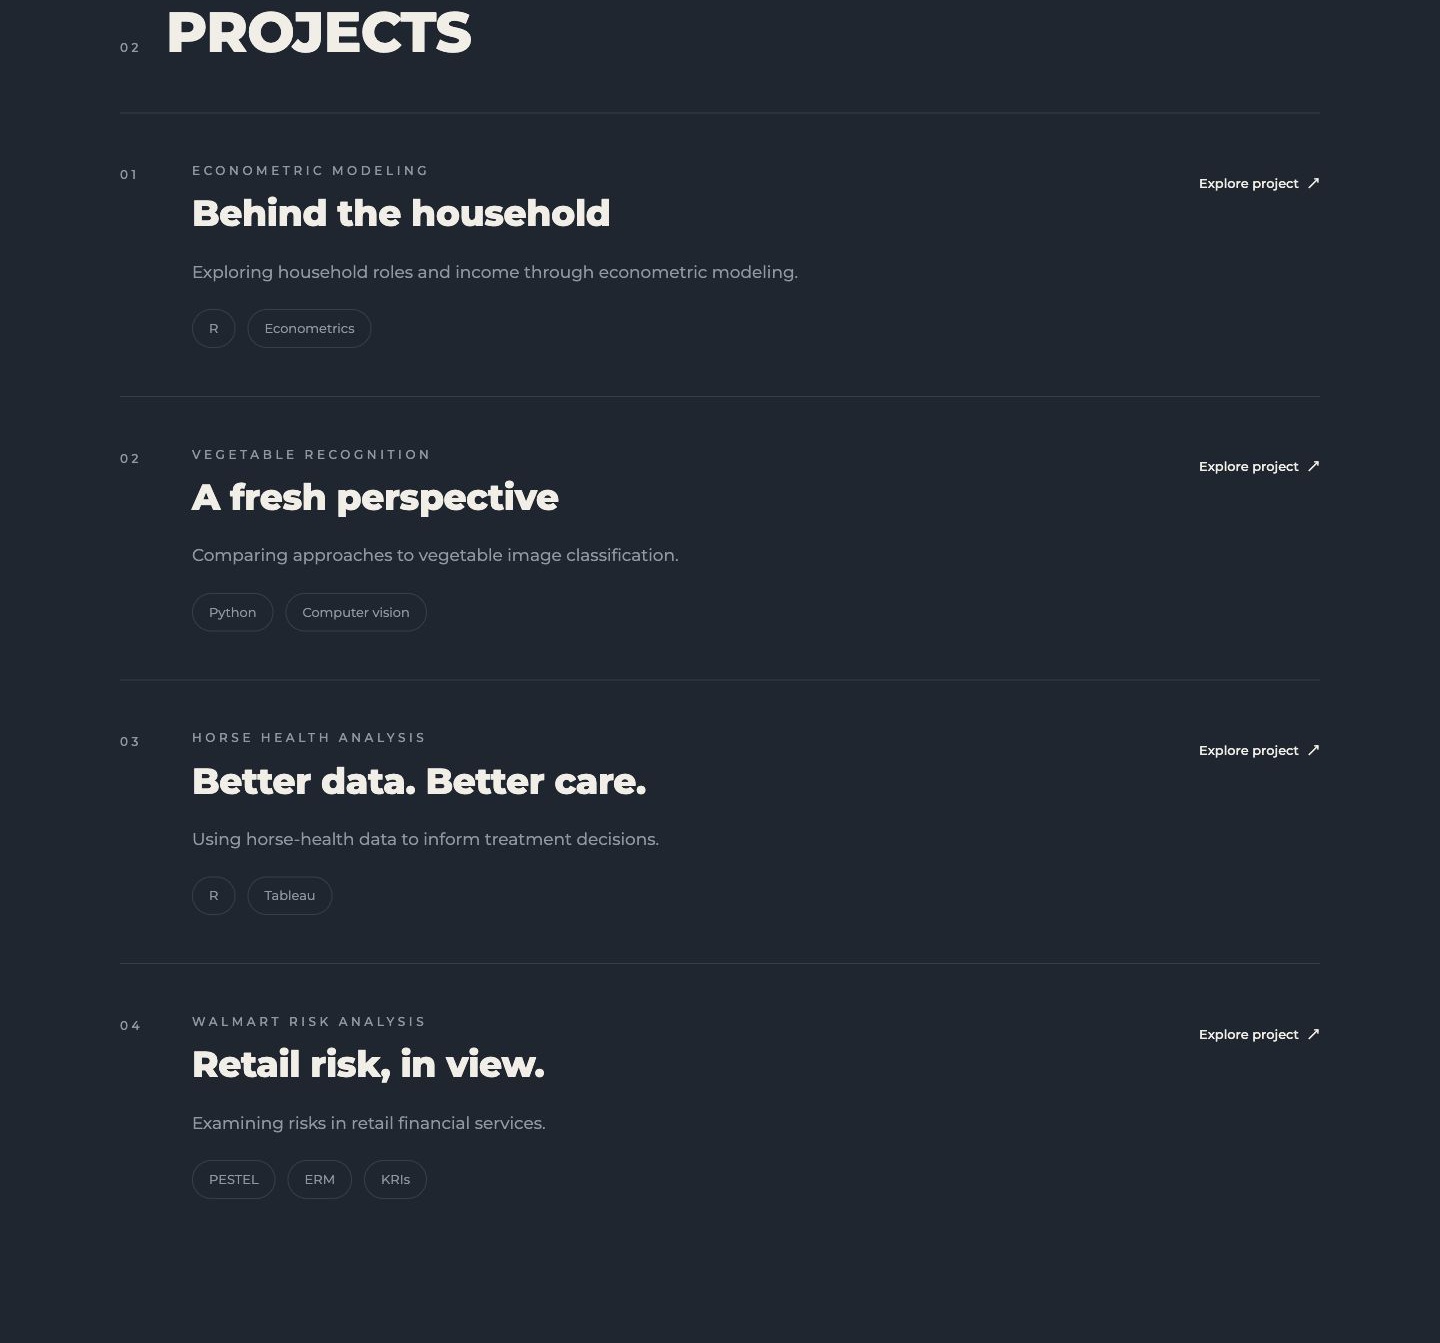 02 PROJECTS
01 ECONOMETRIC MODELING
Explore project ↗
Behind the household
Exploring household roles and income through econometric modeling.
R Econometrics
02 VEGETABLE RECOGNITION
Explore project ↗
A fresh perspective
Comparing approaches to vegetable image classification.
Python Computer vision
03 HORSE HEALTH ANALYSIS
Explore project ↗
Better data. Better care.
Using horse-health data to inform treatment decisions.
R Tableau
04 WALMART RISK ANALYSIS
Explore project ↗
Retail risk, in view.
Examining risks in retail financial services.
PESTEL ERM KRIs